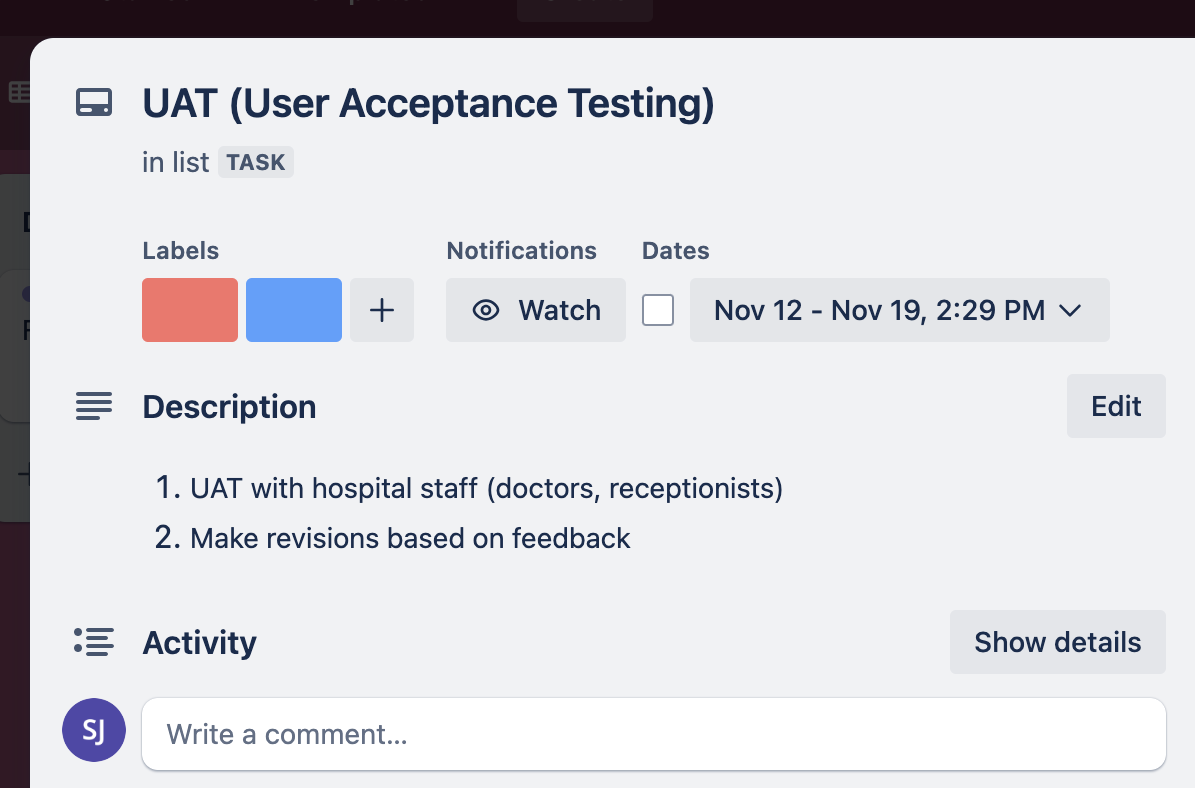 UAT (User Acceptance Testing)
in list TASK
Labels Notifications Dates
Watch Nov 12 - Nov 19, 2:29 PM
Description Edit
1. UAT with hospital staff (doctors, receptionists)
2. Make revisions based on feedback
Activity Show details
SJ Write a comment...